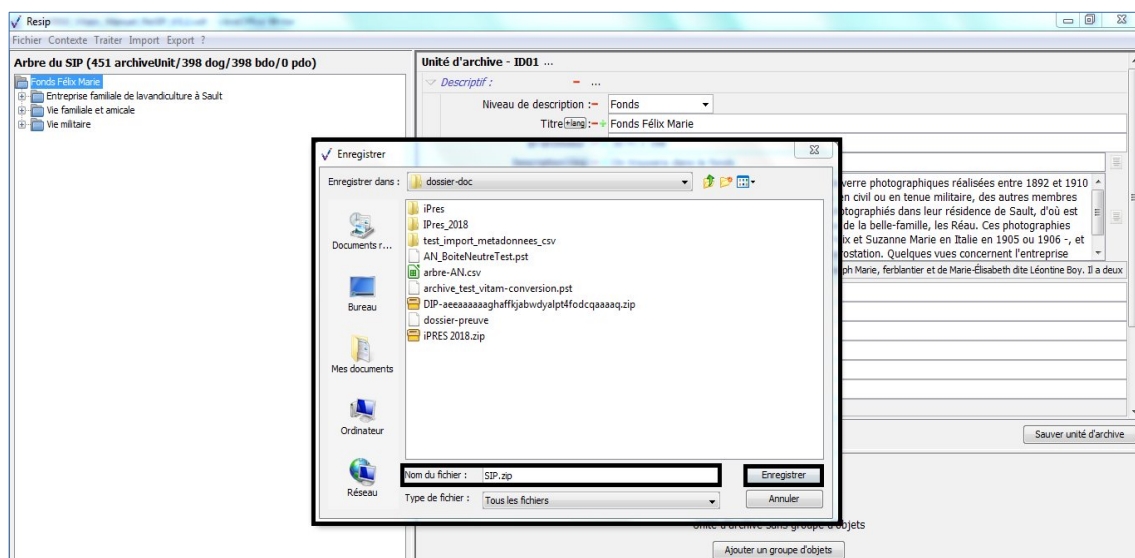 Resip
Fichier Contexte Traiter Import Export ?
Arbre du SIP (451 archiveUnit/398 dog/398 bdo/0 pdo)
Fonds Félix Marie
Entreprise familiale de lavandiculture à Sault
Vie familiale et amicale
Vie militaire
Unité d'archive - ID01 ...
Descriptif : ...
Niveau de description : Fonds
Titre +lang : Fonds Félix Marie
Enregistrer
Enregistrer dans : dossier-doc
iPres
IPres_2018
test_import_metadonnees_csv
AN_BoiteNeutreTest.pst
arbre-AN.csv
archive_test_vitam-conversion.pst
DIP-aeeaaaaaaghaffkjabwdyalpt4fodcqaaaaq.zip
dossier-preuve
iPRES 2018.zip
Documents r...
Bureau
Mes documents
Ordinateur
Réseau
Nom du fichier : SIP.zip
Enregistrer
Type de fichier : Tous les fichiers
Annuler
verre photographiques réalisées entre 1892 et 1910
en civil ou en tenue militaire, des autres membres
otographiés dans leur résidence de Sault, d'où est
de la belle-famille, les Réau. Ces photographies
ix et Suzanne Marie en Italie en 1905 ou 1906 -, et
rostation. Quelques vues concernent l'entreprise
ph Marie, ferblantier et de Marie-Élisabeth dite Léontine Boy. Il a deux
Sauver unité d'archive
Unité d'archive sans groupe d'objets
Ajouter un groupe d'objets